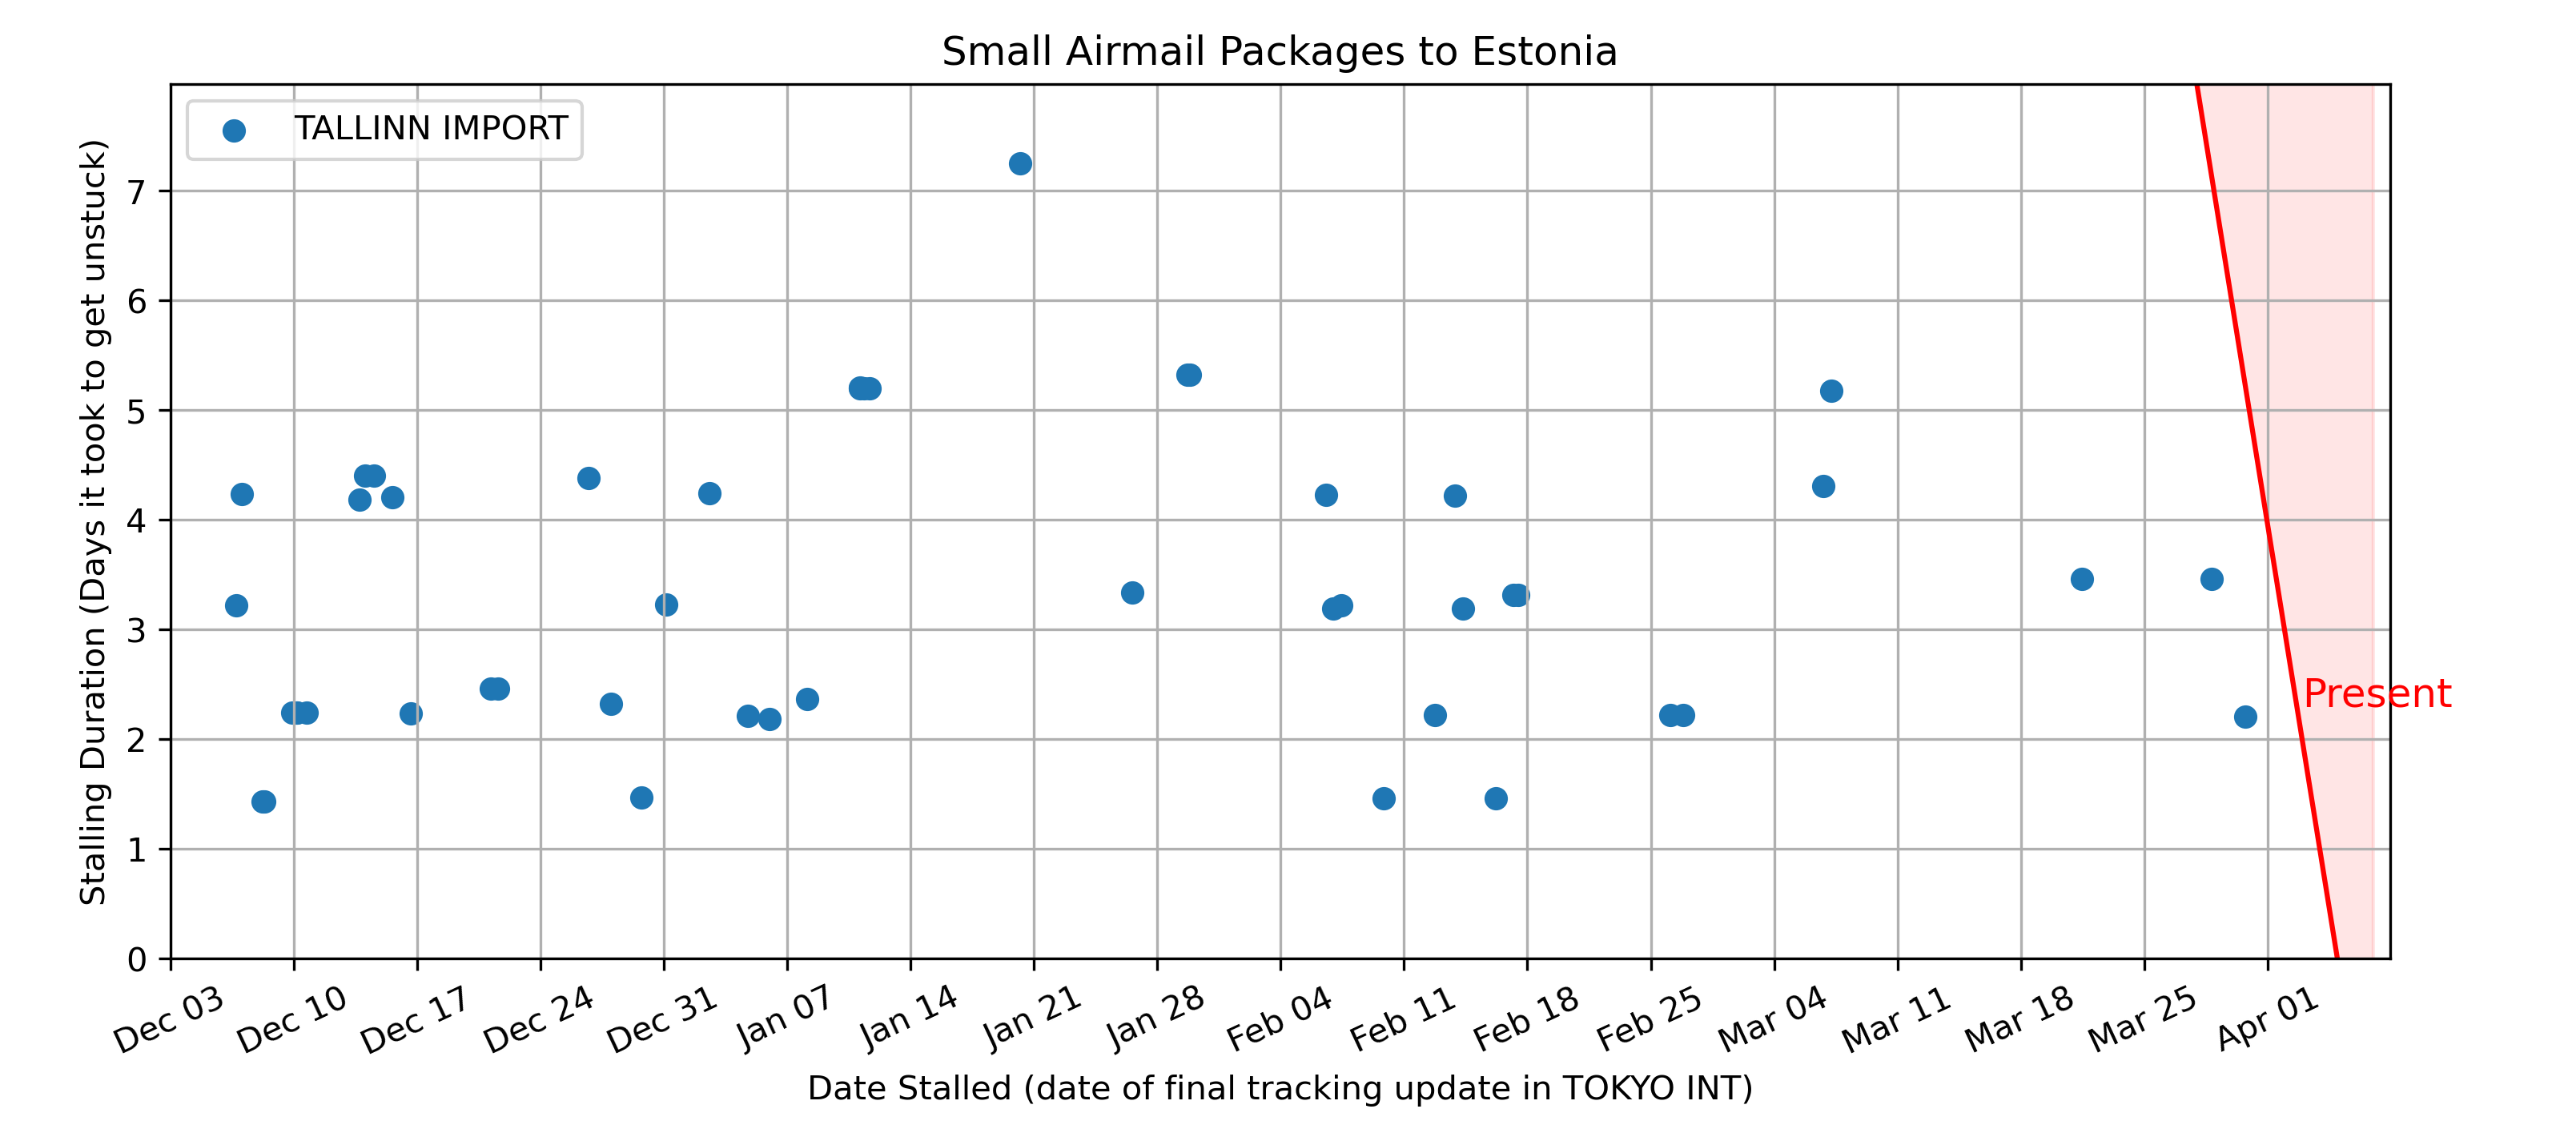 Small Airmail Packages to Estonia
TALLINN IMPORT
Stalling Duration (Days it took to get unstuck)
7
6
5
4
3
2
1
0
Present
Dec 03
Dec 10
Dec 17
Dec 24
Dec 31
Jan 07
Jan 14
Jan 21
Jan 28
Feb 04
Feb 11
Feb 18
Feb 25
Mar 04
Mar 11
Mar 18
Mar 25
Apr 01
Date Stalled (date of final tracking update in TOKYO INT)